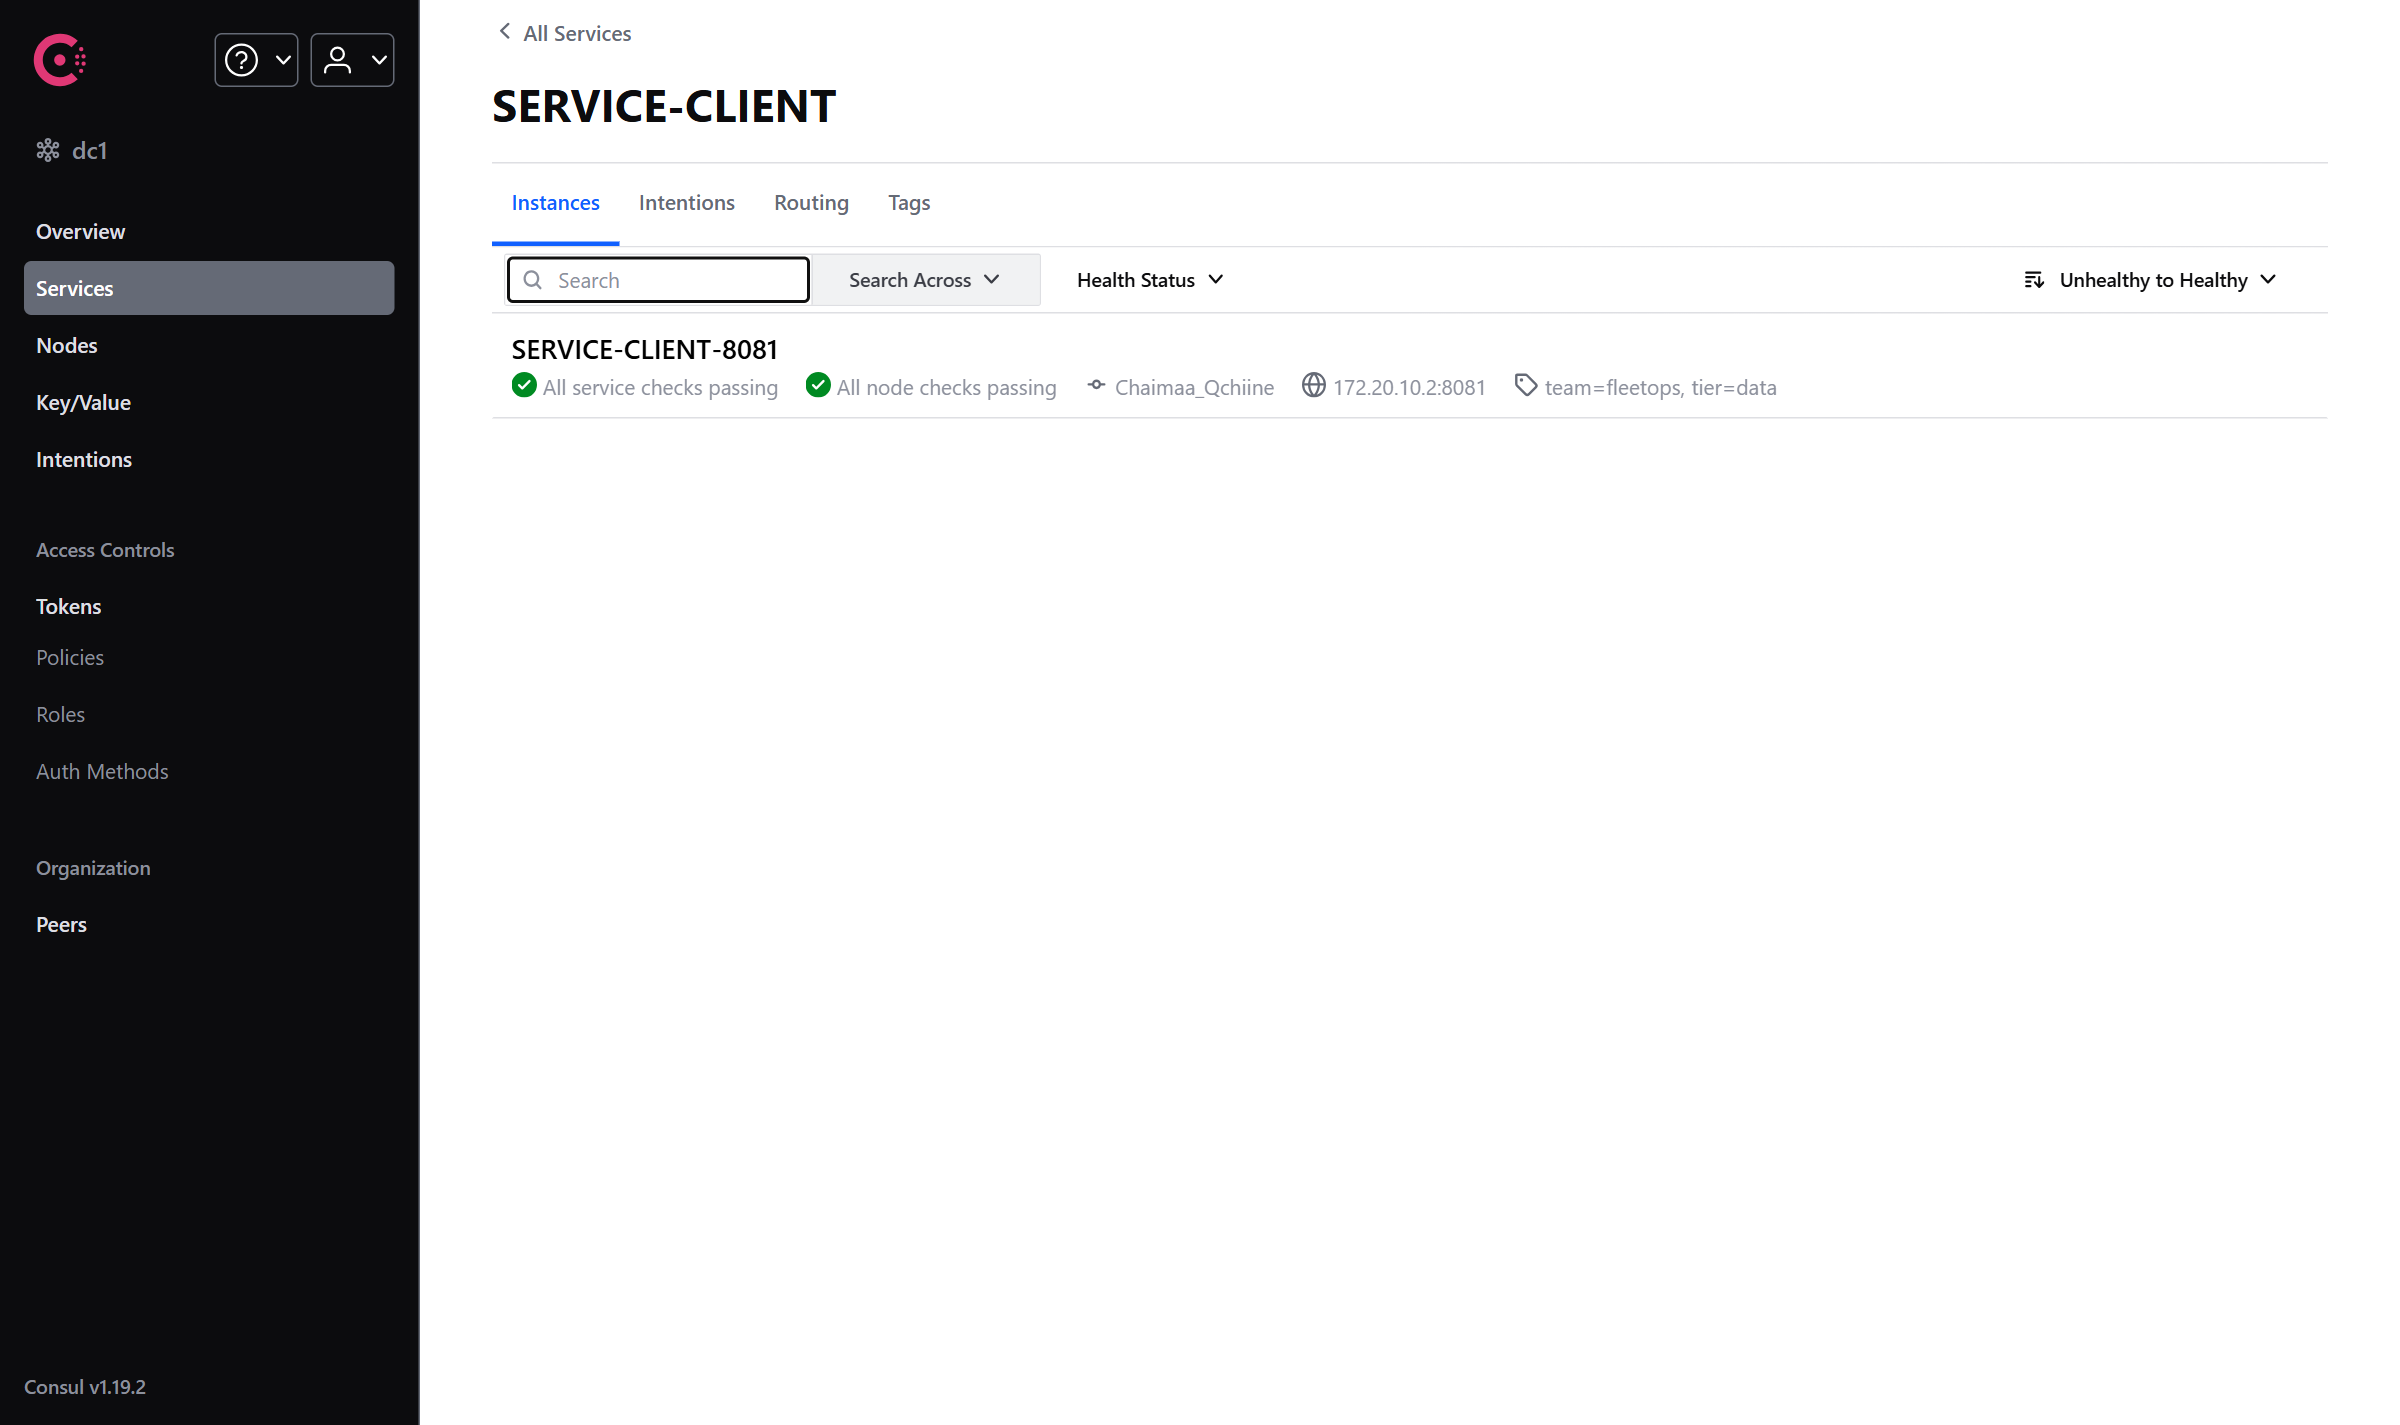 dc1
Overview
Services
Nodes
Key/Value
Intentions
Access Controls
Tokens
Policies
Roles
Auth Methods
Organization
Peers
Consul v1.19.2
All Services
SERVICE-CLIENT
Instances Intentions Routing Tags
Search Search Across Health Status Unhealthy to Healthy
SERVICE-CLIENT-8081
All service checks passing All node checks passing Chaimaa_Qchiine 172.20.10.2:8081 team=fleetops, tier=data